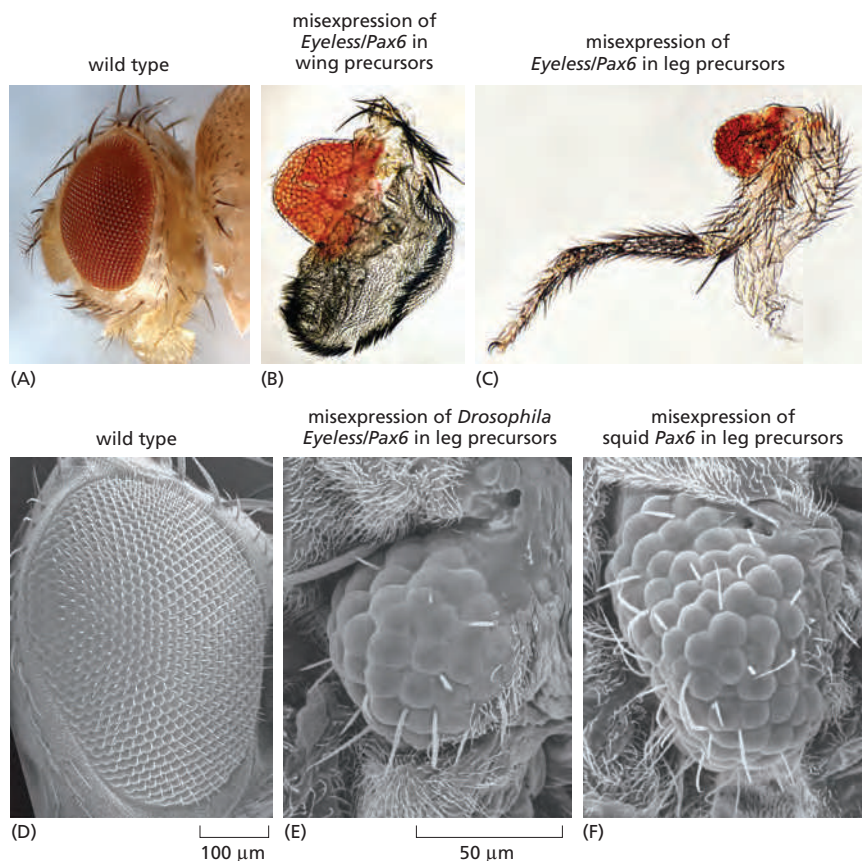 wild type
misexpression of
Eyeless/Pax6 in
wing precursors
misexpression of
Eyeless/Pax6 in leg precursors
(A)
(B)
(C)
wild type
misexpression of Drosophila
Eyeless/Pax6 in leg precursors
misexpression of
squid Pax6 in leg precursors
(D)
100 μm
(E)
50 μm
(F)